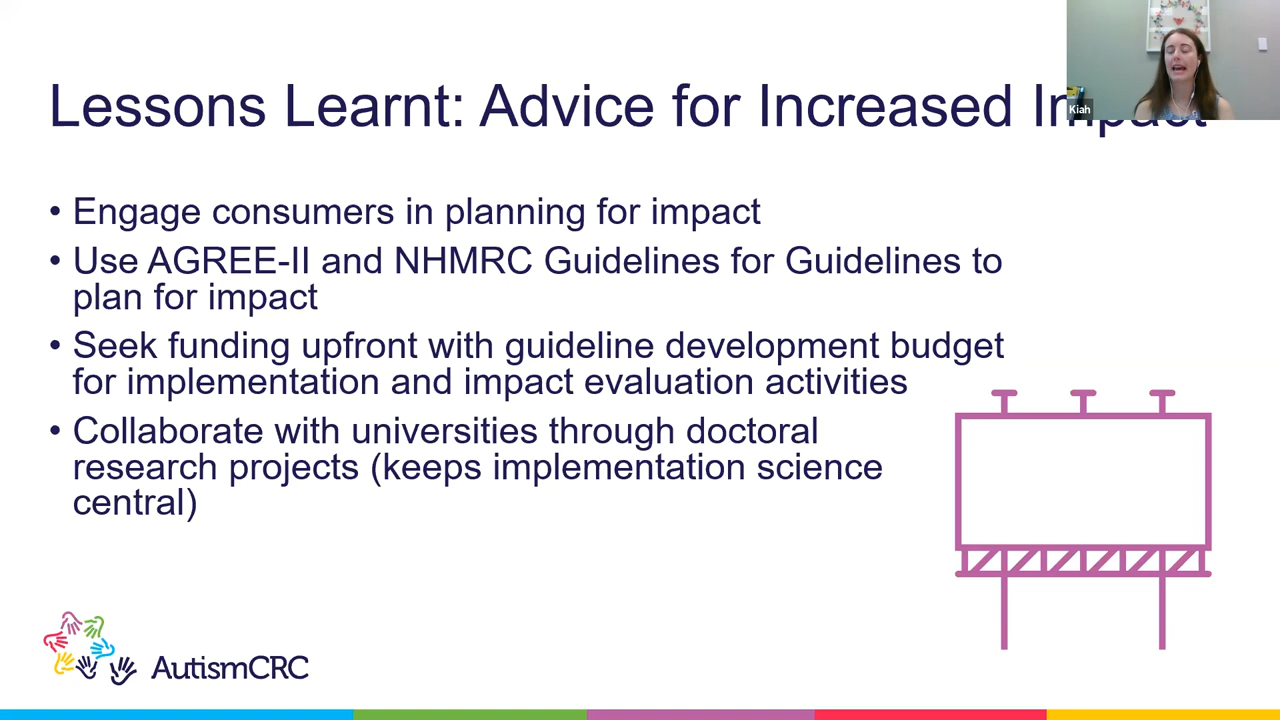 Lessons Learnt: Advice for Increased Impact
Kiah
• Engage consumers in planning for impact
• Use AGREE-II and NHMRC Guidelines for Guidelines to
plan for impact
• Seek funding upfront with guideline development budget
for implementation and impact evaluation activities
• Collaborate with universities through doctoral
research projects (keeps implementation science
central)
AutismCRC